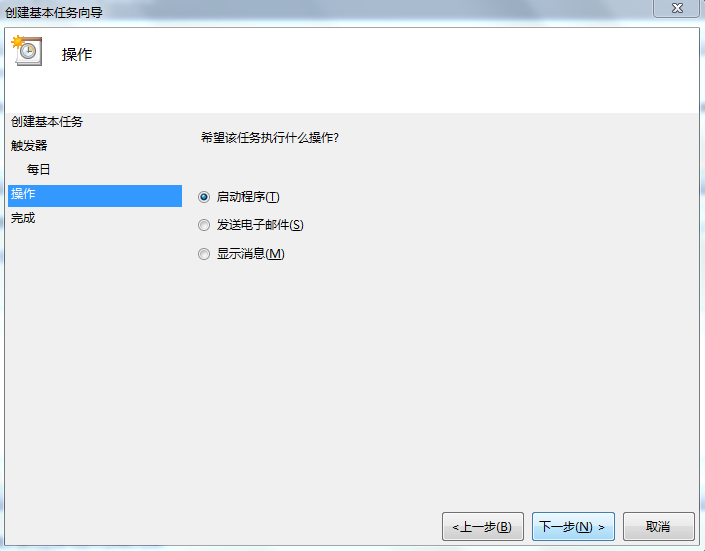 创建基本任务向导
操作
创建基本任务
触发器
每日
操作
完成
希望该任务执行什么操作?
启动程序(T)
发送电子邮件(S)
显示消息(M)
<上一步(B)
下一步(N) >
取消